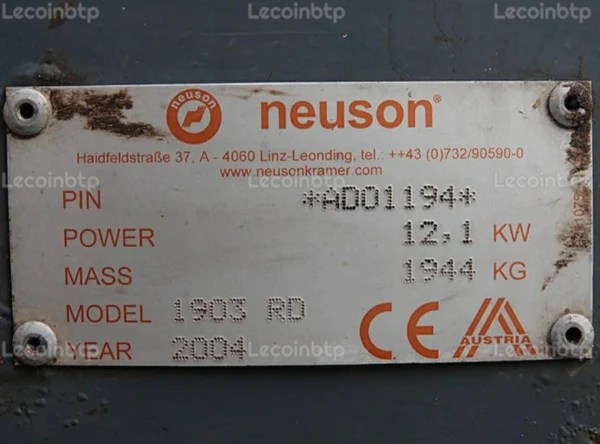 Lecoinbtp Lecoinbtp Lecoinbtp
neuson neuson®
Haidfeldstraße 37, A - 4060 Linz-Leonding, tel.: ++43 (0)732/90590-0
www.neusonkramer.com
Lecoinbtp Lecoinbtp Lecoinbtp
PIN *AD01194*
POWER 12,1 KW
MASS 1944 KG
MODEL 1903 RD
CE AUSTRIA
YEAR 2004
Lecoinbtp Lecoinbtp Lecoinbtp